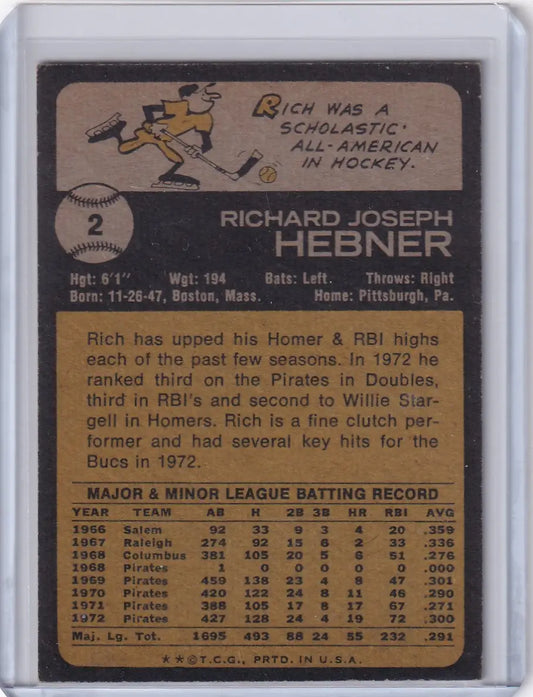 RICH WAS A
SCHOLASTIC
ALL-AMERICAN
IN HOCKEY.
2
RICHARD JOSEPH
HEBNER
Hgt: 6'1" Wgt: 194 Bats: Left. Throws: Right
Born: 11-26-47, Boston, Mass. Home: Pittsburgh, Pa.
Rich has upped his Homer & RBI highs
each of the past few seasons. In 1972 he
ranked third on the Pirates in Doubles,
third in RBI's and second to Willie Star-
gell in Homers. Rich is a fine clutch per-
former and had several key hits for the
Bucs in 1972.
MAJOR & MINOR LEAGUE BATTING RECORD
YEAR TEAM AB H 2B 3B HR RBI AVG
1966 Salem 92 33 9 3 4 20 .359
1967 Raleigh 274 92 15 6 2 33 .336
1968 Columbus 381 105 20 5 6 51 .276
1968 Pirates 1 0 0 0 0 0 .000
1969 Pirates 459 138 23 4 8 47 .301
1970 Pirates 420 122 24 8 11 46 .290
1971 Pirates 388 105 17 8 17 67 .271
1972 Pirates 427 128 24 4 19 72 .300
Maj. Lg. Tot. 1695 493 88 24 55 232 .291
★★©T.C.G., PRTD. IN U.S.A.